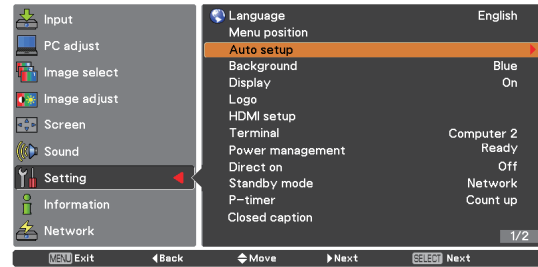 Input
PC adjust
Image select
Image adjust
Screen
Sound
Setting
Information
Network
Language English
Menu position
Auto setup
Background Blue
Display On
Logo
HDMI setup
Terminal Computer 2
Power management Ready
Direct on Off
Standby mode Network
P-timer Count up
Closed caption
1/2
MENU Exit Back Move Next SELECT Next